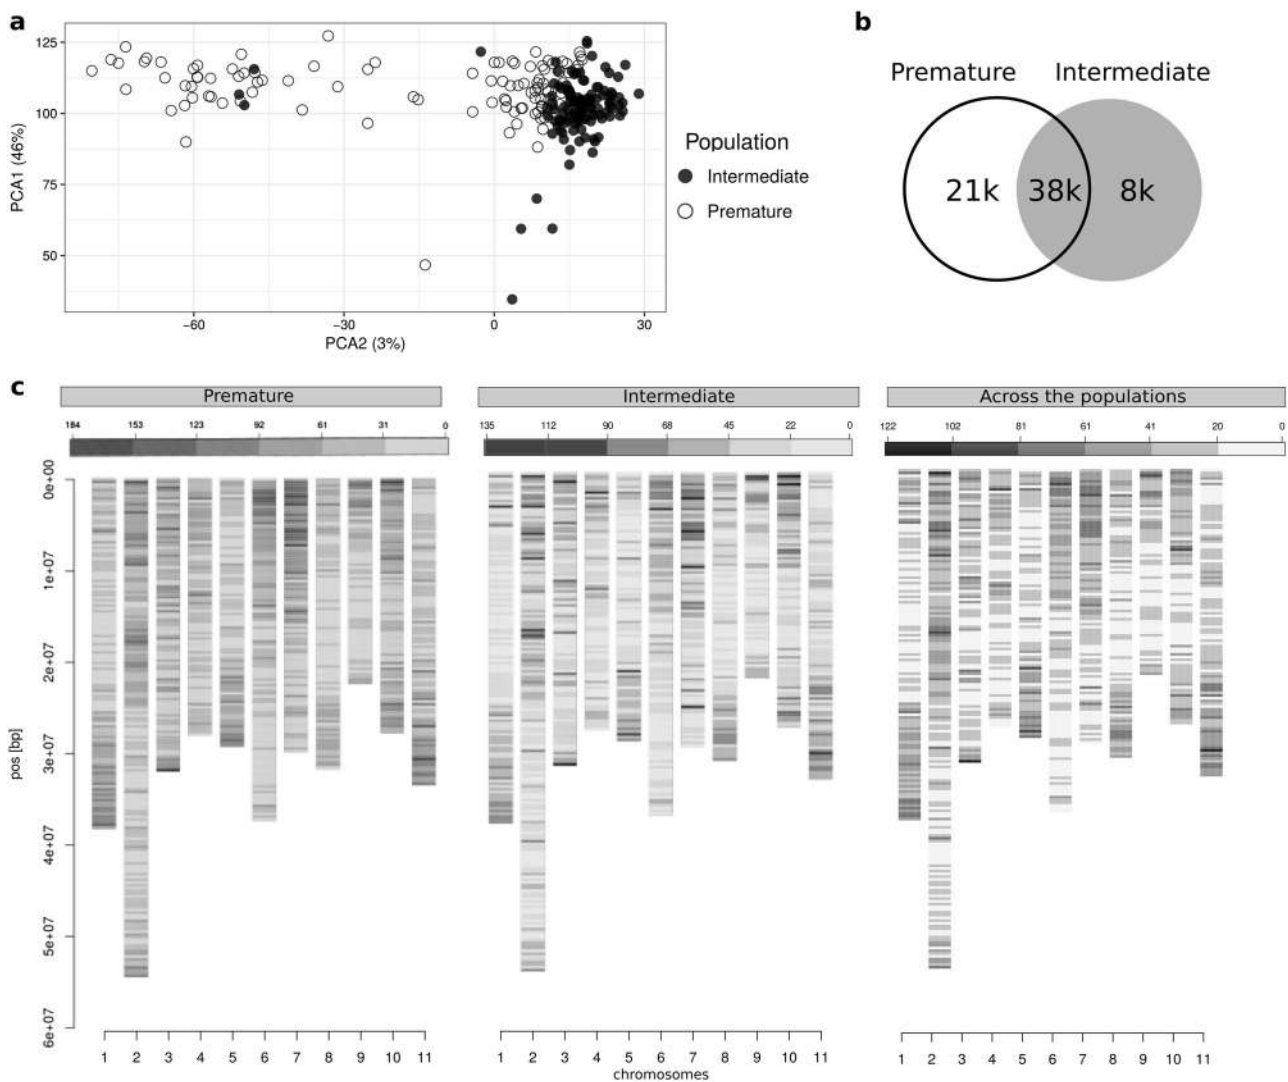 a
125
100
75
50
PCA1 (46%)
−60
−30
0
30
PCA2 (3%)
Population
Intermediate
Premature
b
Premature
Intermediate
21k
38k
8k
c
Premature
184 153 123 92 61 31 0
Intermediate
135 112 90 68 45 22 0
Across the populations
122 102 81 61 41 20 0
pos [bp]
0e+00
1e+07
2e+07
3e+07
4e+07
5e+07
6e+07
1 2 3 4 5 6 7 8 9 10 11
1 2 3 4 5 6 7 8 9 10 11
1 2 3 4 5 6 7 8 9 10 11
chromosomes